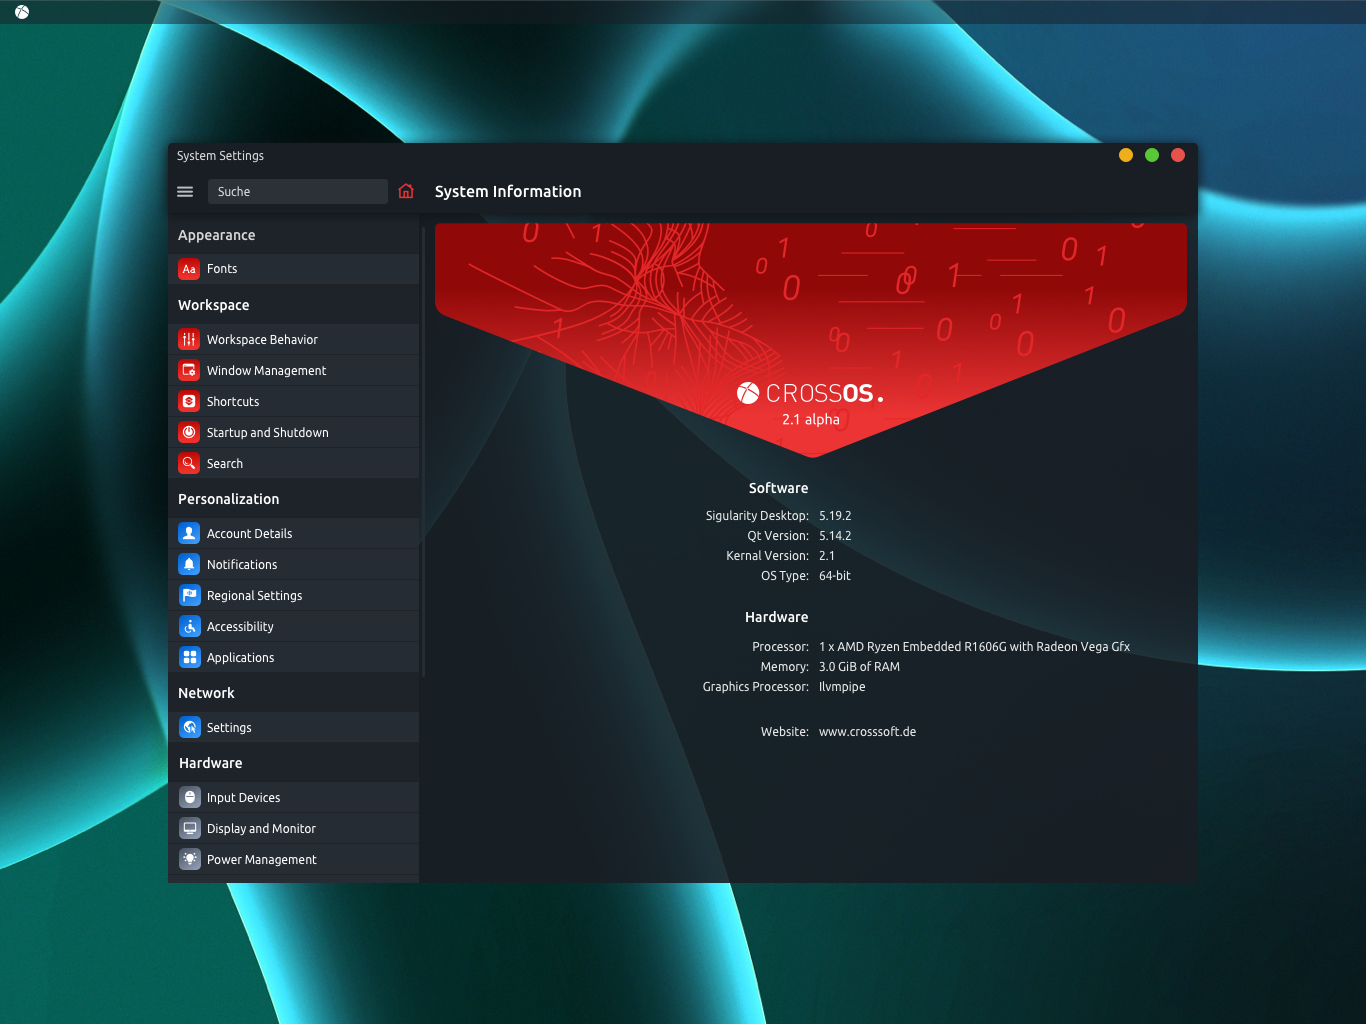 System Settings
Suche
System Information
Appearance
Aa Fonts
Workspace
Workspace Behavior
Window Management
Shortcuts
Startup and Shutdown
Search
Personalization
Account Details
Notifications
Regional Settings
Accessibility
Applications
Network
Settings
Hardware
Input Devices
Display and Monitor
Power Management
CROSSOS.
2.1 alpha
Software
Sigularity Desktop: 5.19.2
Qt Version: 5.14.2
Kernal Version: 2.1
OS Type: 64-bit
Hardware
Processor: 1 x AMD Ryzen Embedded R1606G with Radeon Vega Gfx
Memory: 3.0 GiB of RAM
Graphics Processor: llvmpipe
Website: www.crosssoft.de